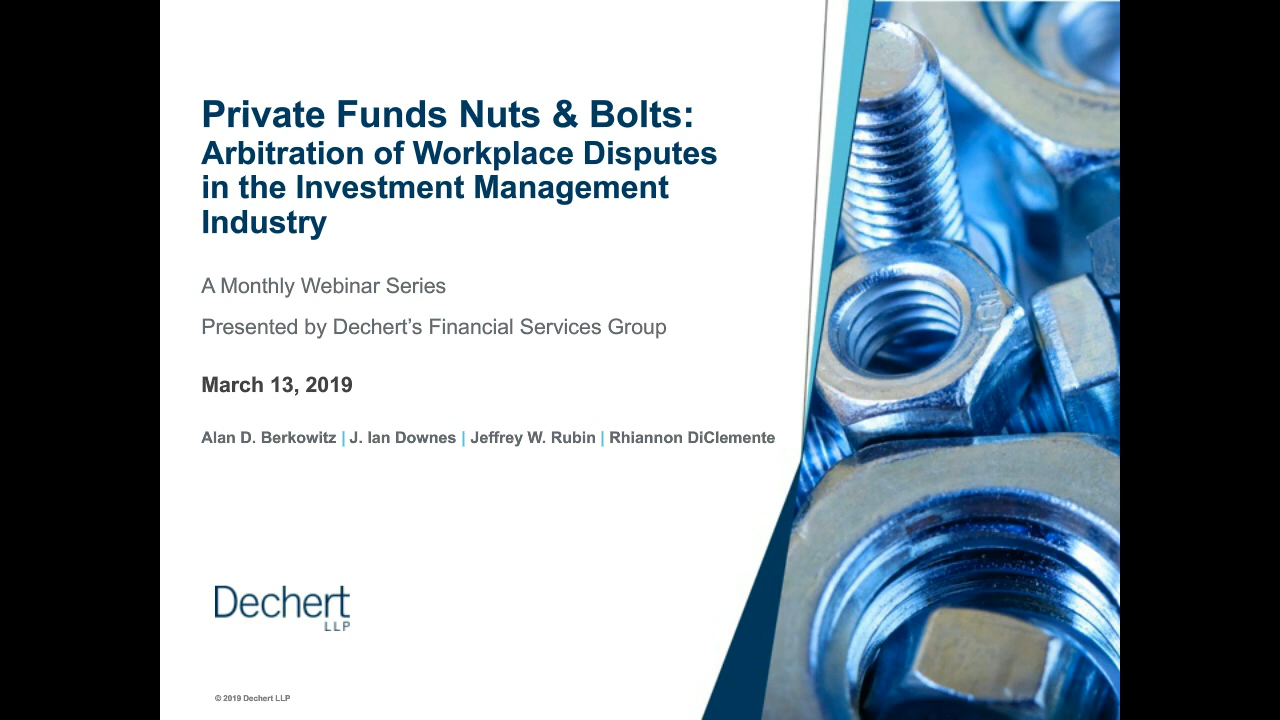 Private Funds Nuts & Bolts:
Arbitration of Workplace Disputes
in the Investment Management
Industry
A Monthly Webinar Series
Presented by Dechert’s Financial Services Group
March 13, 2019
Alan D. Berkowitz | J. Ian Downes | Jeffrey W. Rubin | Rhiannon DiClemente
Dechert
LLP
© 2019 Dechert LLP